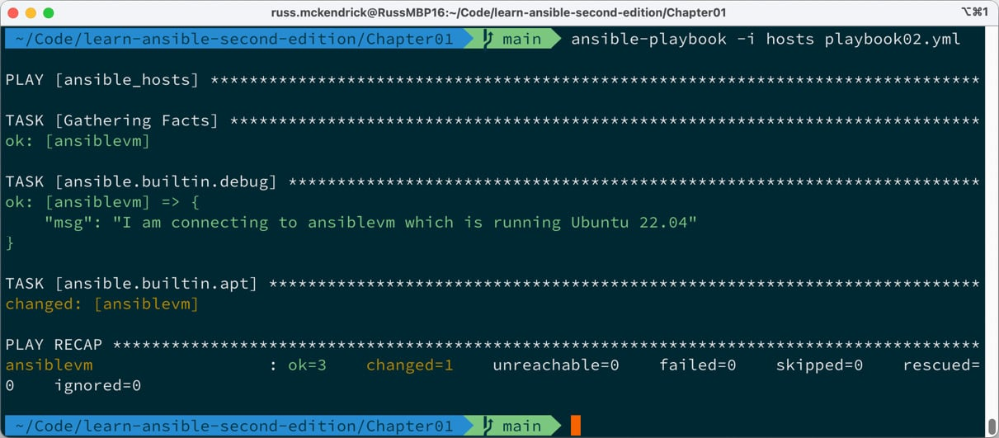 russ.mckendrick@RussMBP16:~/Code/learn-ansible-second-edition/Chapter01 ⌥⌘1
~/Code/learn-ansible-second-edition/Chapter01 main ansible-playbook -i hosts playbook02.yml
PLAY [ansible_hosts] *******************************************************************************
TASK [Gathering Facts] *****************************************************************************
ok: [ansiblevm]
TASK [ansible.builtin.debug] ***********************************************************************
ok: [ansiblevm] => {
    "msg": "I am connecting to ansiblevm which is running Ubuntu 22.04"
}
TASK [ansible.builtin.apt] *************************************************************************
changed: [ansiblevm]
PLAY RECAP *****************************************************************************************
ansiblevm                  : ok=3    changed=1    unreachable=0    failed=0    skipped=0    rescued=
0    ignored=0
~/Code/learn-ansible-second-edition/Chapter01 main